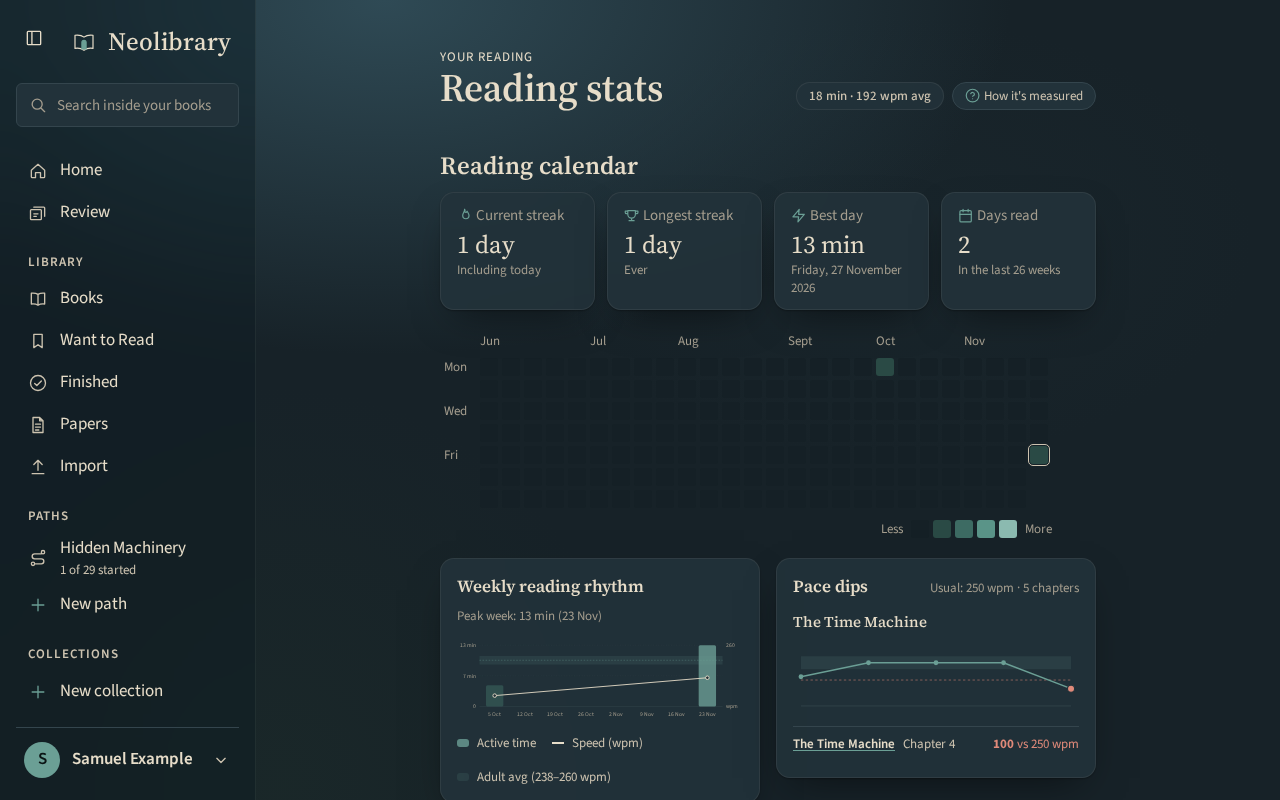 Neolibrary
Search inside your books
Home
Review
LIBRARY
Books
Want to Read
Finished
Papers
Import
PATHS
Hidden Machinery
1 of 29 started
New path
COLLECTIONS
New collection
S
Samuel Example
YOUR READING
Reading stats
18 min · 192 wpm avg
How it's measured
Reading calendar
Current streak
1 day
Including today
Longest streak
1 day
Ever
Best day
13 min
Friday, 27 November
2026
Days read
2
In the last 26 weeks
Jun Jul Aug Sept Oct Nov
Mon
Wed
Fri
Less More
Weekly reading rhythm
Peak week: 13 min (23 Nov)
13 min
7 min
0
260
wpm
5 Oct 12 Oct 19 Oct 26 Oct 2 Nov 9 Nov 16 Nov 23 Nov
Active time Speed (wpm)
Adult avg (238–260 wpm)
Pace dips Usual: 250 wpm · 5 chapters
The Time Machine
The Time Machine Chapter 4 100 vs 250 wpm